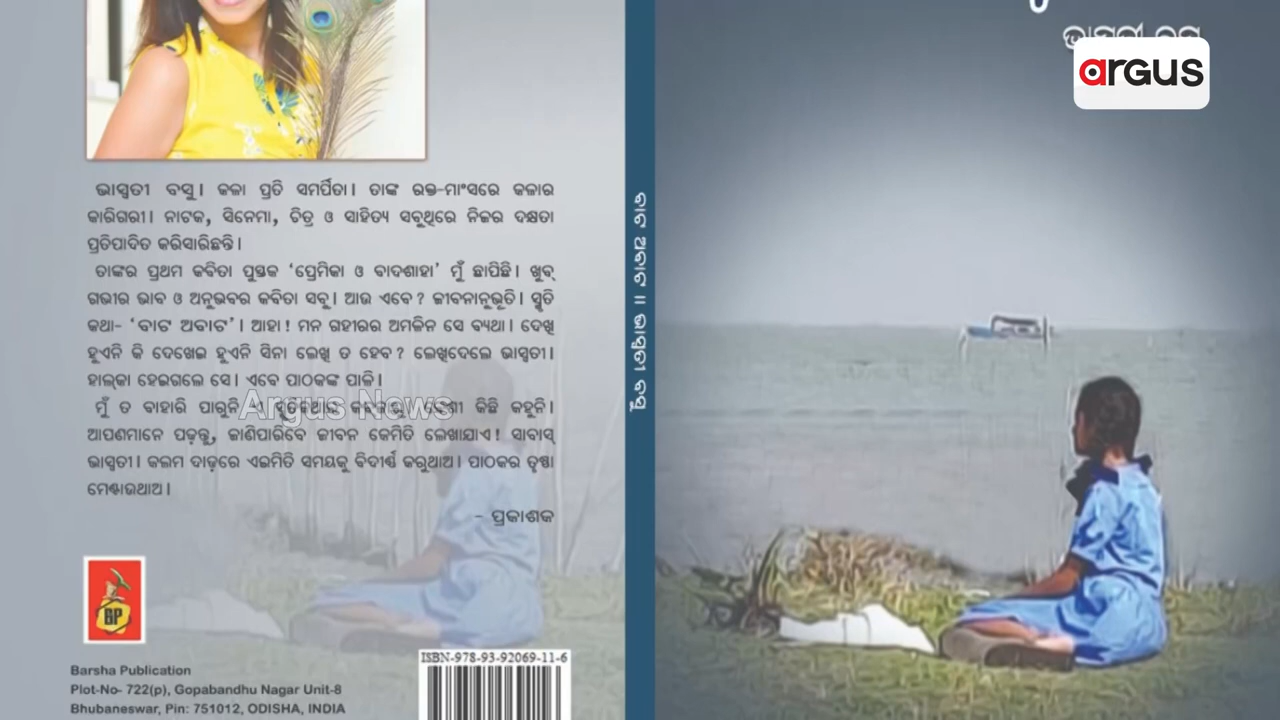 ଭାସ୍ୱତୀ ବସୁ। କଳା ପ୍ରତି ସମର୍ପିତା। ତାଙ୍କ ରକ୍ତ-ମାଂସରେ କଳାର
କାରିଗରୀ। ନାଟକ, ସିନେମା, ଚିତ୍ର ଓ ସାହିତ୍ୟ ସବୁଥିରେ ନିଜର ଦକ୍ଷତା
ପ୍ରତିପାଦିତ କରିସାରିଛନ୍ତି।
ତାଙ୍କର ପ୍ରଥମ କବିତା ପୁସ୍ତକ ‘ପ୍ରେମିକା ଓ ବାଦଶାହା’ ମୁଁ ଛାପିଛି। ଖୁବ୍
ଗଭୀର ଭାବ ଓ ଅନୁଭବର କବିତା ସବୁ। ଆଉ ଏବେ? ଜୀବନାନୁଭୂତି। ସ୍ମୃତି
କଥା- ‘ବାଟ ଅବାଟ’। ଆହା! ମନ ଗହୀରର ଅମଳିନ ସେ ବ୍ୟଥା। ଦେଖି
ହୁଏନି କି ଦେଖେଇ ହୁଏନି ସିନା ଲେଖି ତ ହେବ? ଲେଖିଦେଲେ ଭାସ୍ୱତୀ।
ହାଲ୍‌କା ହେଇଗଲେ ସେ। ଏବେ ପାଠକଙ୍କ ପାଳି।
ମୁଁ ତ ବାହାରି ପାରୁନି କିଛି କହୁନି।
ଆପଣମାନେ ପଢ଼ନ୍ତୁ, ଜାଣିପାରିବେ ଜୀବନ କେମିତି ଲେଖାଯାଏ! ସାବାସ୍
ଭାସ୍ୱତୀ। କଲମ ଦାଢ଼ରେ ଏଇମିତି ସମୟକୁ ବିଦୀର୍ଣ୍ଣ କରୁଥାଅ। ପାଠକର ତୃଷ୍ଣା
ମେଣ୍ଟାଉଥାଅ।
- ପ୍ରକାଶକ
Argus News
BP
Barsha Publication
Plot-No- 722(p), Gopabandhu Nagar Unit-8
Bhubaneswar, Pin: 751012, ODISHA, INDIA
ISBN-978-93-92069-11-6
ବାଟ ଅବାଟ ॥ ଭାସ୍ୱତୀ ବସୁ
argus